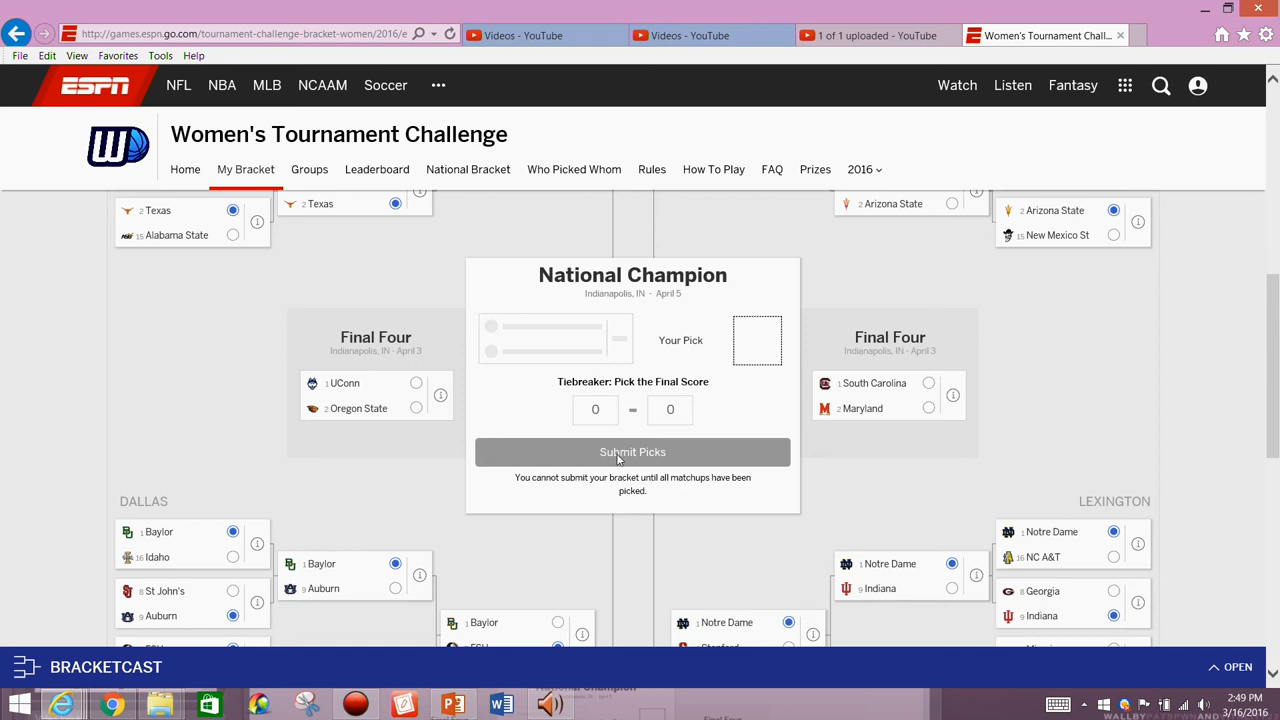 http://games.espn.go.com/tournament-challenge-bracket-women/2016/e
Videos - YouTube
Videos - YouTube
1 of 1 uploaded - YouTube
Women's Tournament Chall...
File Edit View Favorites Tools Help
ESPN
NFL NBA MLB NCAAM Soccer ••• Watch Listen Fantasy
W
Women's Tournament Challenge
Home My Bracket Groups Leaderboard National Bracket Who Picked Whom Rules How To Play FAQ Prizes 2016
2 Texas
15 Alabama State
2 Texas
2 Arizona State
2 Arizona State
15 New Mexico St
National Champion
Indianapolis, IN - April 5
Your Pick
Tiebreaker: Pick the Final Score
0 - 0
Submit Picks
You cannot submit your bracket until all matchups have been
picked.
Final Four
Indianapolis, IN - April 3
1 UConn
2 Oregon State
Final Four
Indianapolis, IN - April 3
1 South Carolina
2 Maryland
DALLAS
1 Baylor
16 Idaho
8 St John's
9 Auburn
1 Baylor
9 Auburn
1 Baylor
LEXINGTON
1 Notre Dame
16 NC A&T
8 Georgia
9 Indiana
1 Notre Dame
9 Indiana
1 Notre Dame
BRACKETCAST
OPEN
2:49 PM
3/16/2016